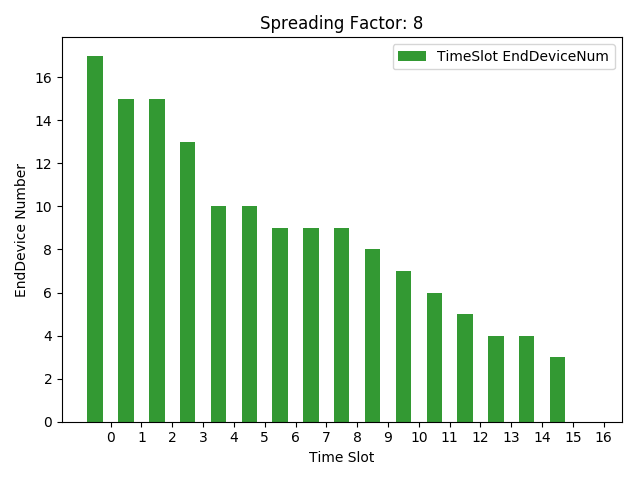 Spreading Factor: 8
TimeSlot EndDeviceNum
EndDevice Number
16
14
12
10
8
6
4
2
0
0 1 2 3 4 5 6 7 8 9 10 11 12 13 14 15 16
Time Slot